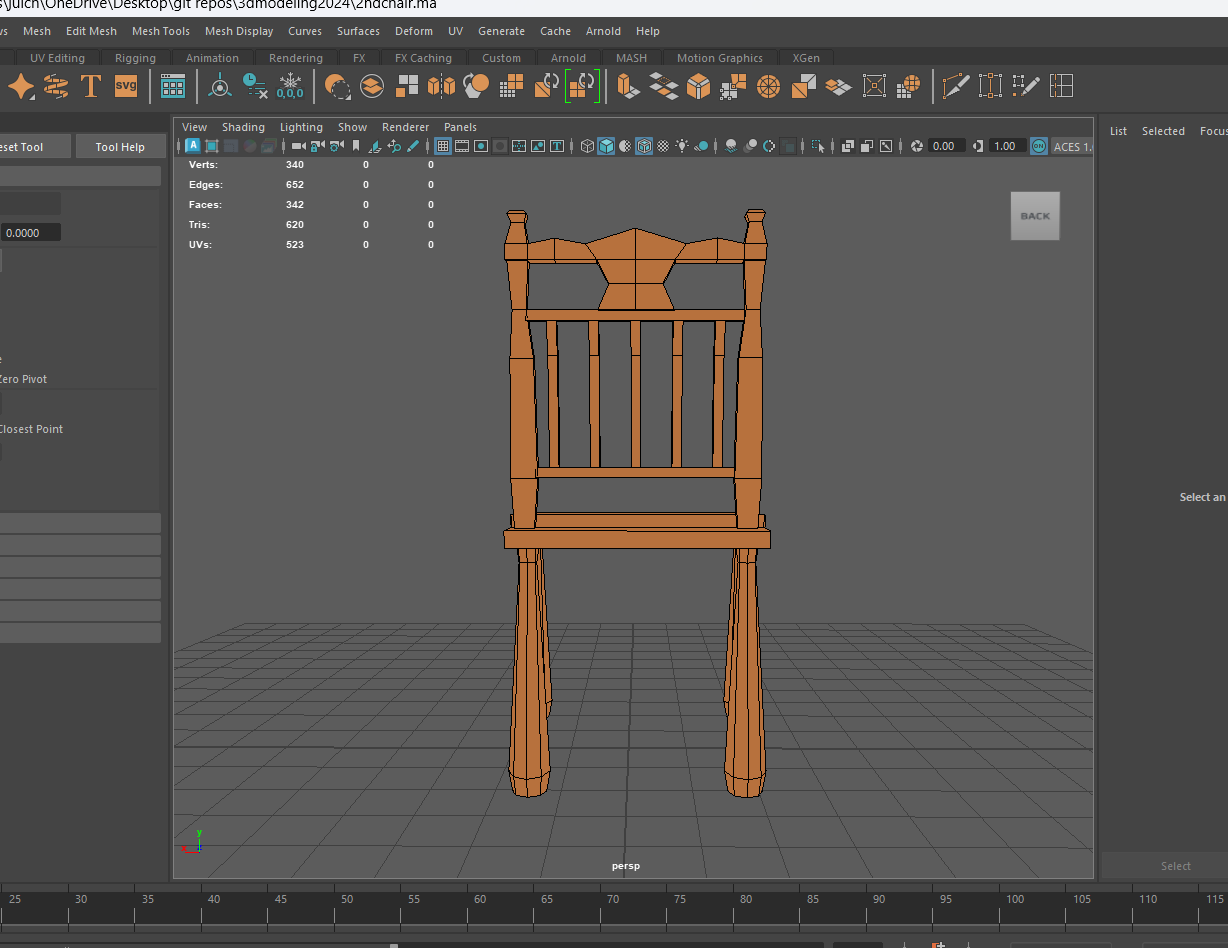 s\julch\OneDrive\Desktop\git repos\3dmodeling2024\2ndchair.ma
Mesh Edit Mesh Mesh Tools Mesh Display Curves Surfaces Deform UV Generate Cache Arnold Help
UV Editing Rigging Animation Rendering FX FX Caching Custom Arnold MASH Motion Graphics XGen
T SVG 0,0,0
View Shading Lighting Show Renderer Panels
List Selected Focus
eset Tool Tool Help
A T 0.00 1.00 ON ACES 1.
Verts: 340 0 0
Edges: 652 0 0
Faces: 342 0 0
Tris: 620 0 0
UVs: 523 0 0
BACK
0.0000
Zero Pivot
Closest Point
Select an
y
x
z
persp
Select
25 30 35 40 45 50 55 60 65 70 75 80 85 90 95 100 105 110 115